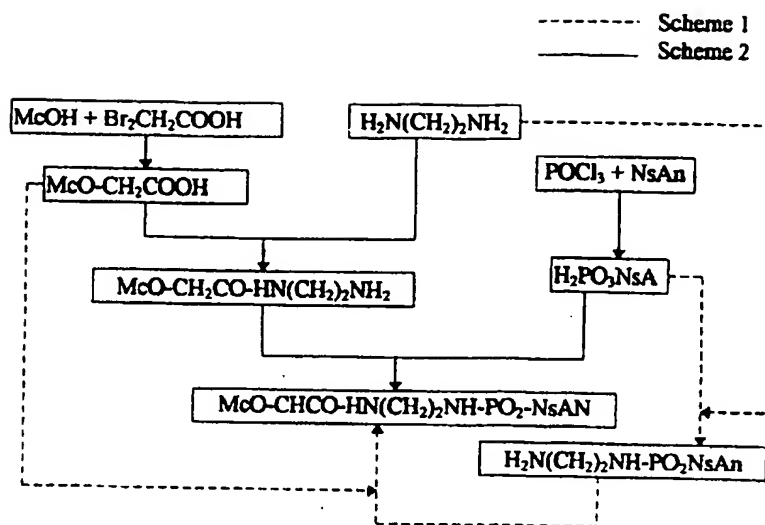 Scheme 1
Scheme 2
McOH + Br₂CH₂COOH
H₂N(CH₂)₂NH₂
McO-CH₂COOH
POCl₃ + NsAn
McO-CH₂CO-HN(CH₂)₂NH₂
H₂PO₃NsA
McO-CHCO-HN(CH₂)₂NH-PO₂-NsAN
H₂N(CH₂)₂NH-PO₂NsAn